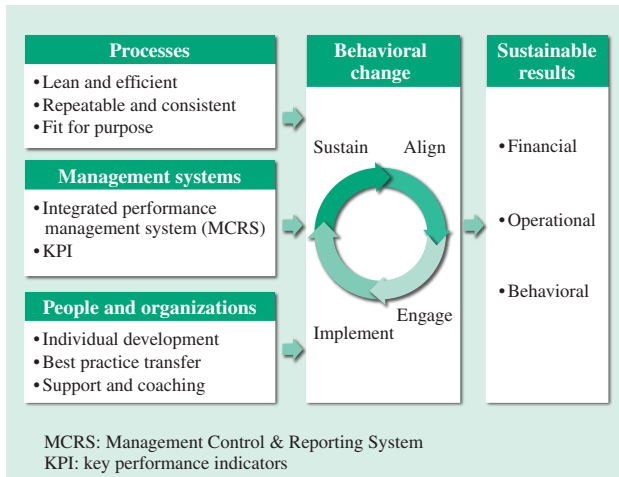 Processes
• Lean and efficient
• Repeatable and consistent
• Fit for purpose
Management systems
• Integrated performance
management system (MCRS)
• KPI
People and organizations
• Individual development
• Best practice transfer
• Support and coaching
Behavioral
change
Sustain
Align
Engage
Implement
Sustainable
results
• Financial
• Operational
• Behavioral
MCRS: Management Control & Reporting System
KPI: key performance indicators